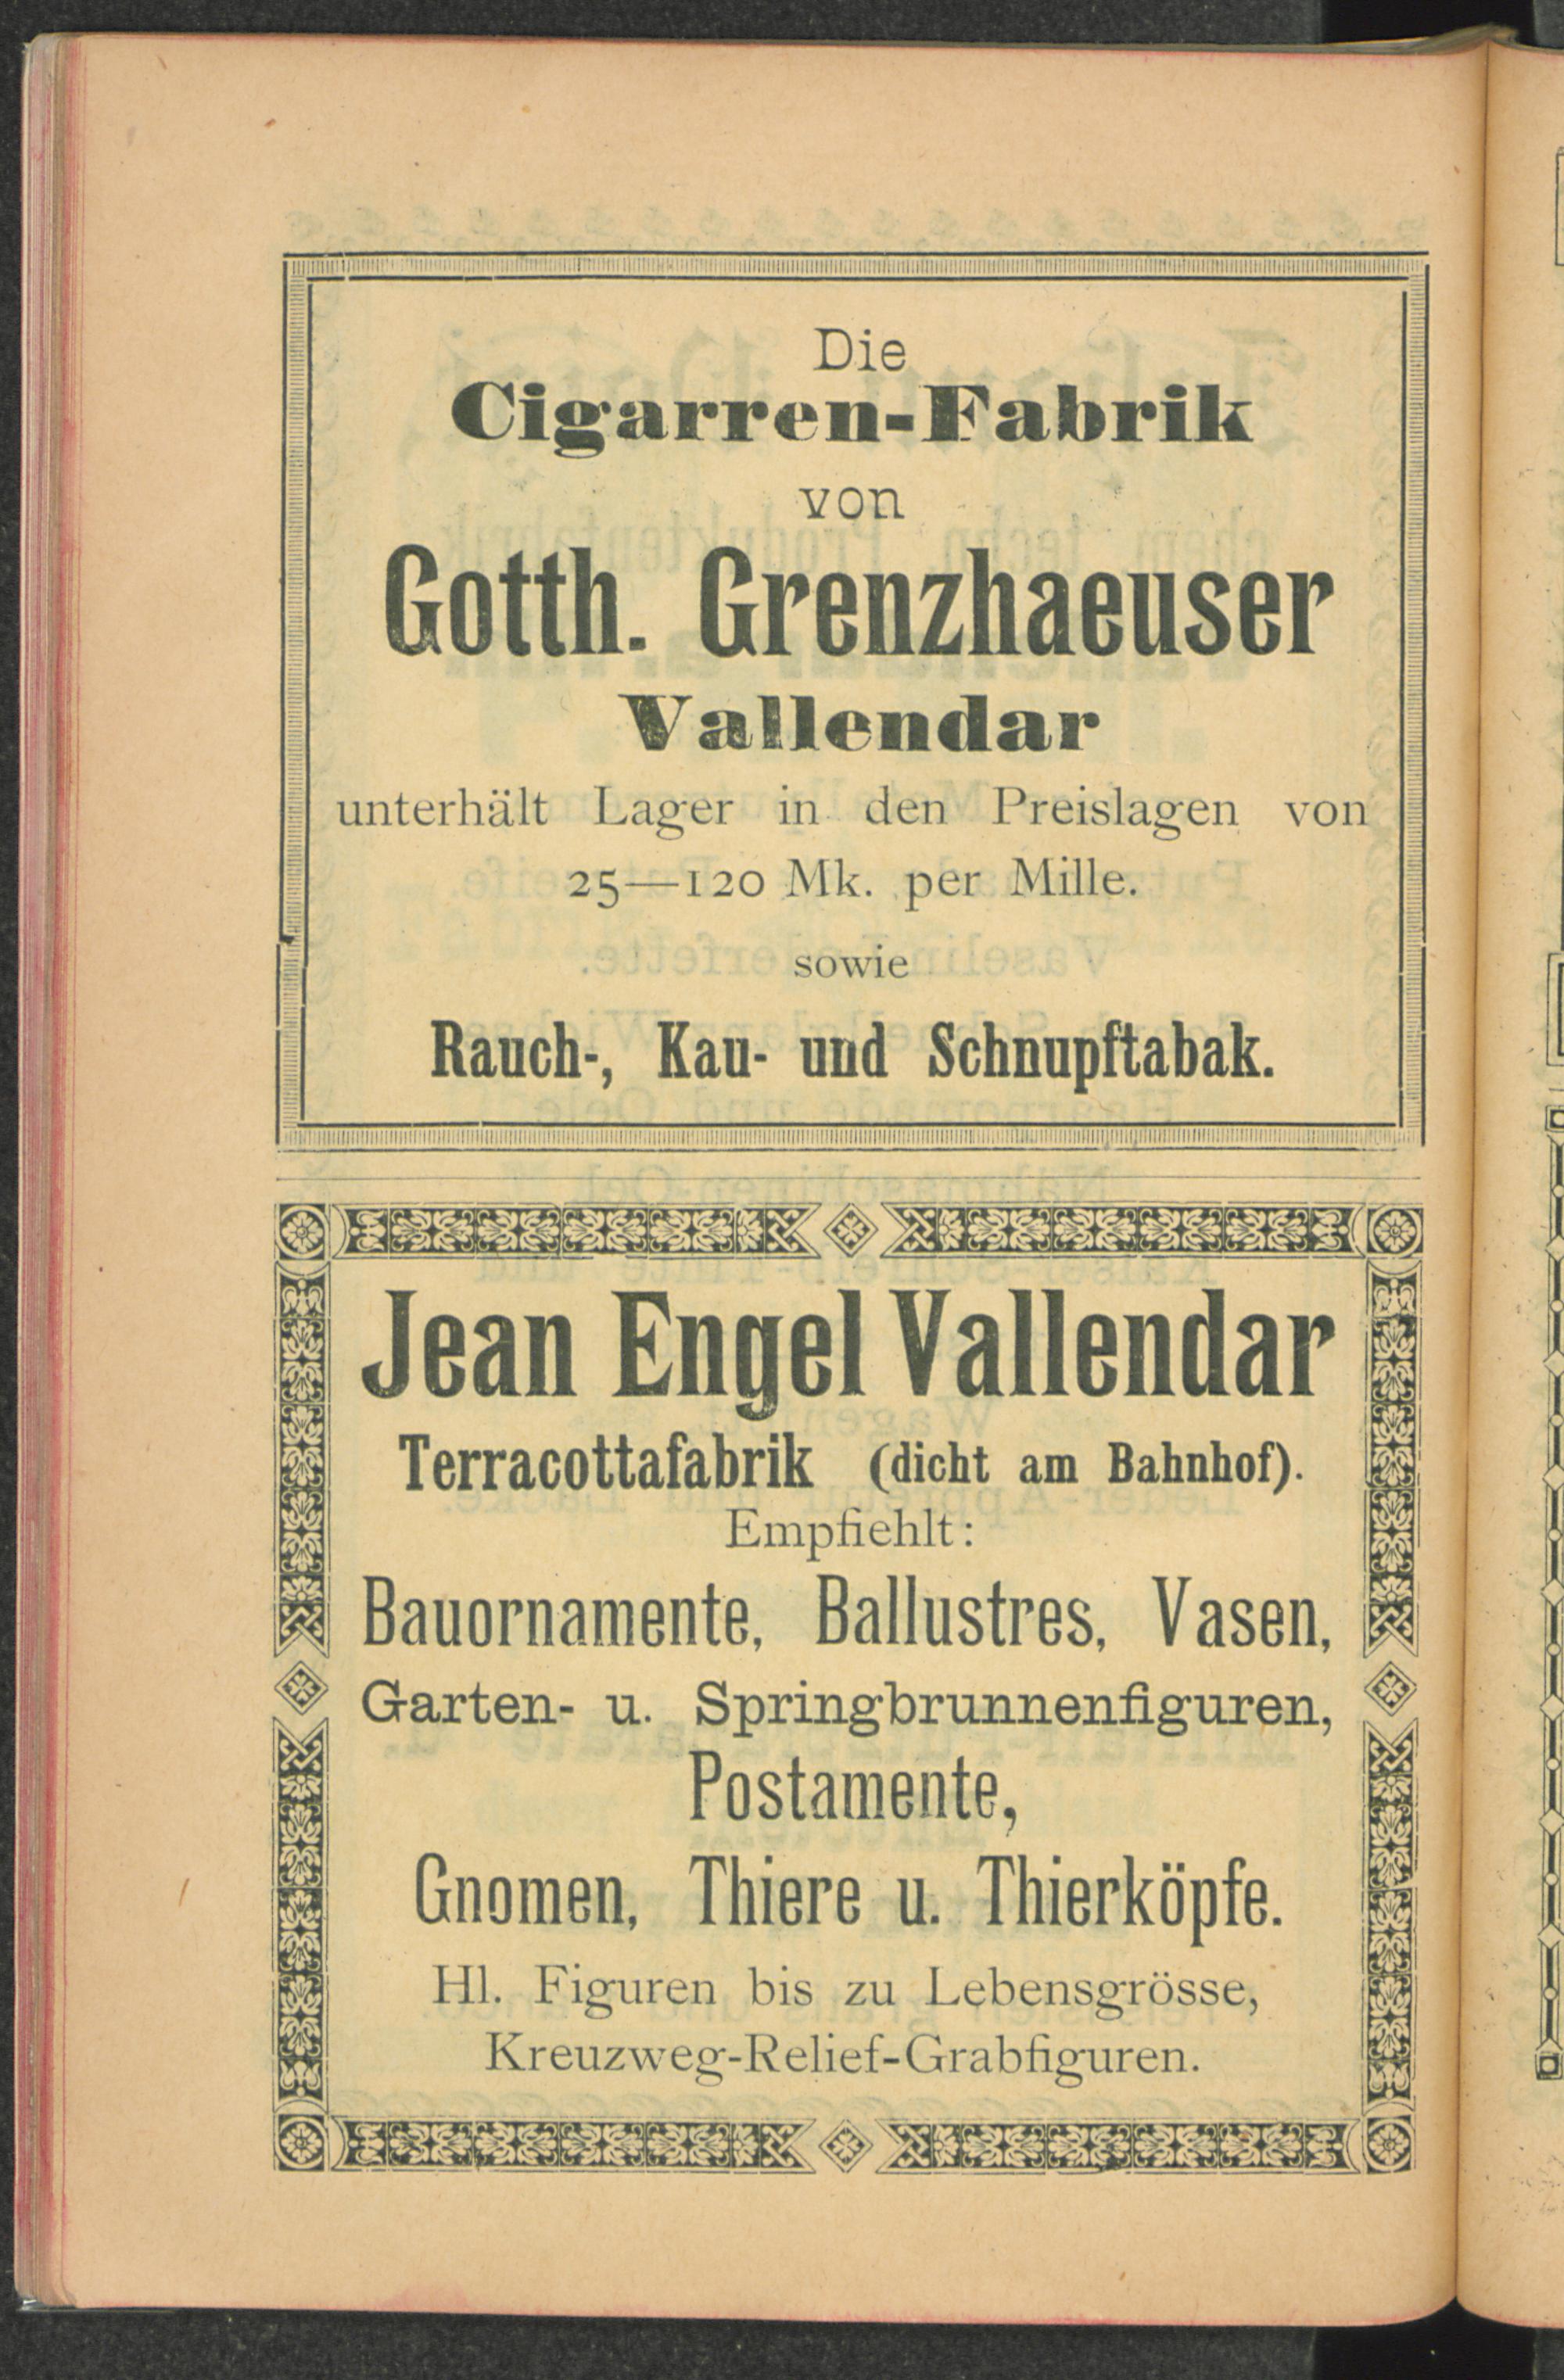 Die
Cigarren-Fabrik
von
Gotth. Grenzhaeuser
Vallendar
unterhält Lager in den Preislagen von
25—120 Mk. per Mille.
sowie
Rauch-, Kau- und Schnupftabak.
Jean Engel Vallendar
Terracottafabrik (dicht am Bahnhof).
Empfiehlt:
Bauornamente, Ballustres, Vasen,
Garten- u. Springbrunnenfiguren,
Postamente,
Gnomen, Thiere u. Thierköpfe.
Hl. Figuren bis zu Lebensgrösse,
Kreuzweg-Relief-Grabfiguren.